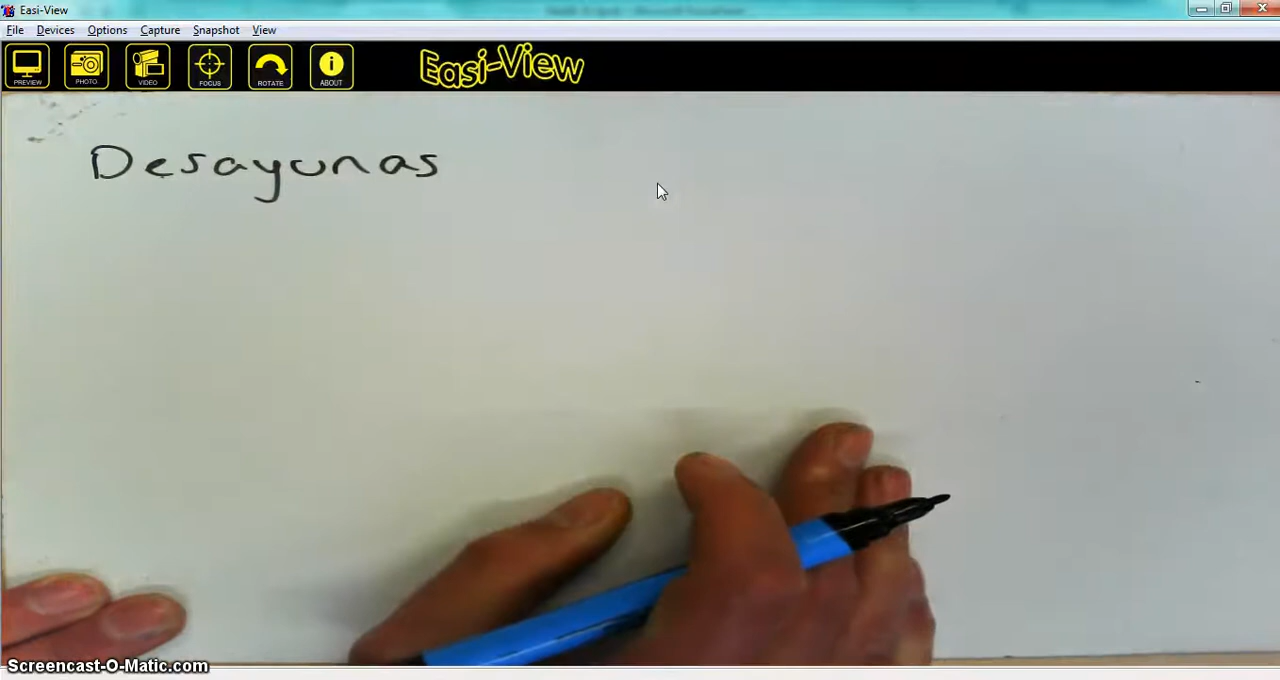 Easi-View
File Devices Options Capture Snapshot View
PREVIEW PHOTO VIDEO FOCUS ROTATE ABOUT
Easi-View
Desayunas
Screencast-O-Matic.com